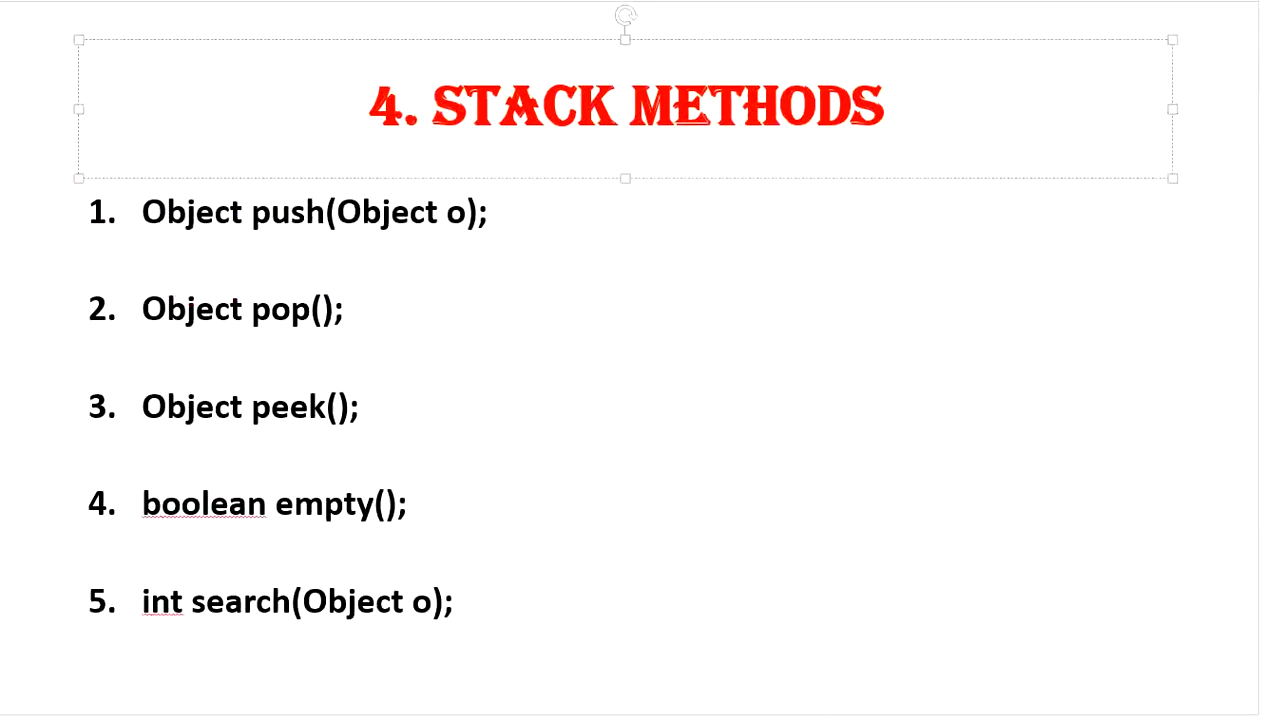 4. STACK METHODS
1. Object push(Object o);
2. Object pop();
3. Object peek();
4. boolean empty();
5. int search(Object o);